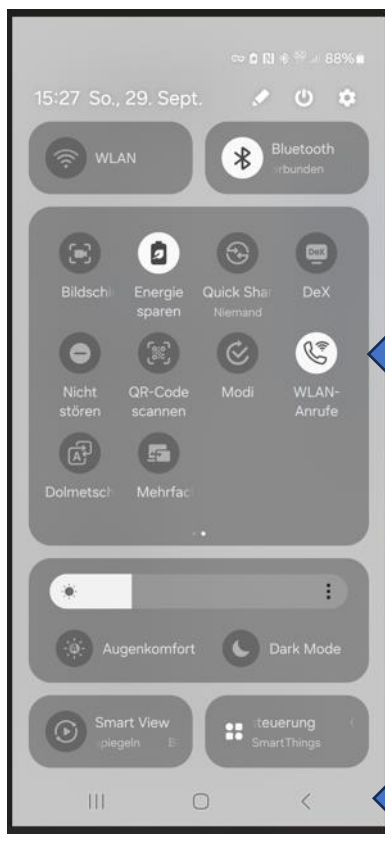 88%
15:27 So., 29. Sept.
WLAN
Bluetooth
rbunden
Bildschi
Energie
sparen
Quick Shar
Niemand
DeX
DeX
Nicht
stören
QR-Code
scannen
Modi
WLAN-
Anrufe
Dolmetsch
Mehrfac
Augenkomfort
Dark Mode
Smart View
piegeln
teuerung
SmartThings